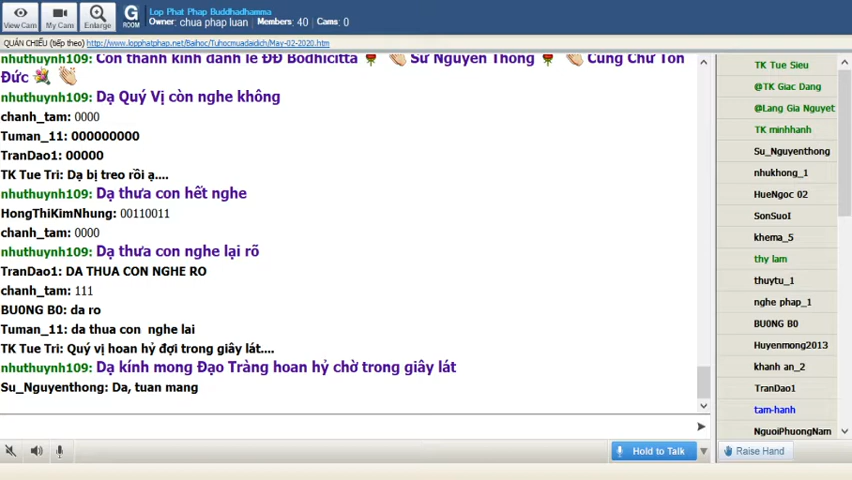 Lop Phat Phap Buddhadhamma
Owner: chua phap luan Members: 40 Cams: 0
View Cam My Cam Enlarge G ROOM
QUÁN CHIẾU (tiếp theo) http://www.lopphatphap.net/Baihoc/Tuhocmuadaidich/May-02-2020.htm
nhuthuynh109: Con thành kính đảnh lễ ĐĐ Bodhicitta 🌹 👏 Sư Nguyên Thông 🌹 👏 Cùng Chư Tôn
Đức 💐 👏
nhuthuynh109: Dạ Quý Vị còn nghe không
chanh_tam: 0000
Tuman_11: 000000000
TranDao1: 00000
TK Tue Tri: Dạ bị treo rồi ạ....
nhuthuynh109: Dạ thưa con hết nghe
HongThiKimNhung: 00110011
chanh_tam: 0000
nhuthuynh109: Dạ thưa con nghe lại rõ
TranDao1: DA THUA CON NGHE RO
chanh_tam: 111
BU0NG B0: da ro
Tuman_11: da thua con nghe lai
TK Tue Tri: Quý vị hoan hỷ đợi trong giây lát....
nhuthuynh109: Dạ kính mong Đạo Tràng hoan hỷ chờ trong giây lát
Su_Nguyenthong: Da, tuan mang
TK Tue Sieu
@TK Giac Dang
@Lang Gia Nguyet
TK minhhanh
Su_Nguyenthong
nhukhong_1
HueNgoc 02
SonSuoI
khema_5
thy lam
thuytu_1
nghe phap_1
BU0NG B0
Huyenmong2013
khanh an_2
TranDao1
tam-hanh
NguoiPhuongNam
Hold to Talk
Raise Hand